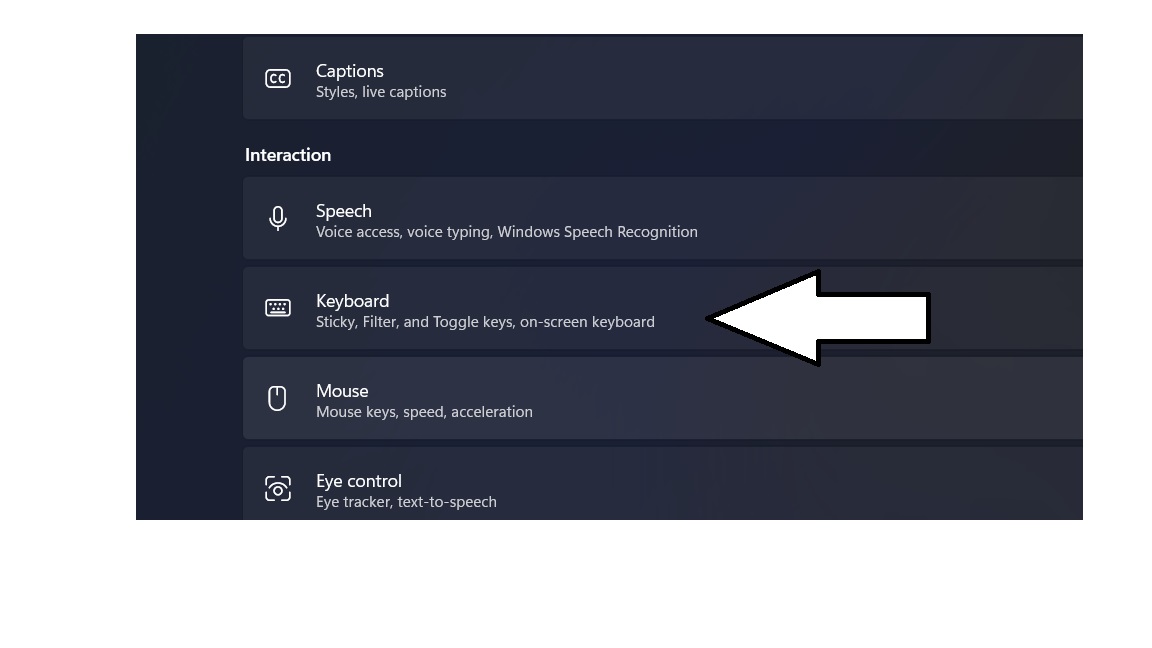 CC
Captions
Styles, live captions
Interaction
Speech
Voice access, voice typing, Windows Speech Recognition
Keyboard
Sticky, Filter, and Toggle keys, on-screen keyboard
Mouse
Mouse keys, speed, acceleration
Eye control
Eye tracker, text-to-speech